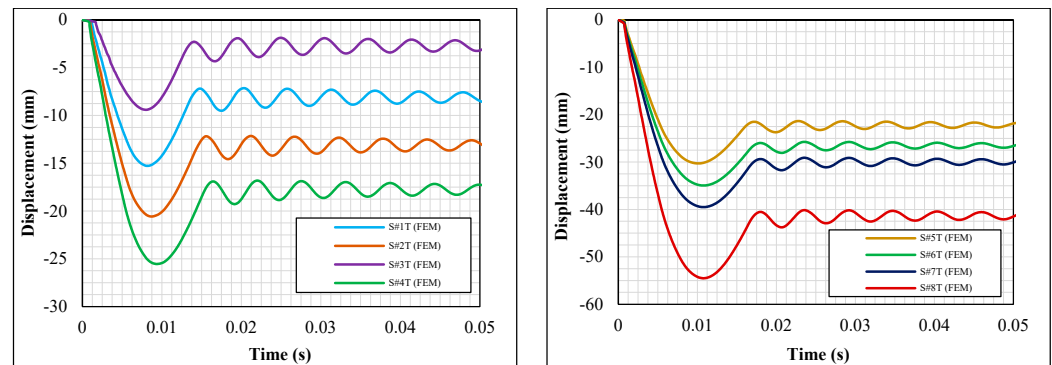 0
-5
-10
-15
-20
-25
-30
Displacement (mm)
S#1T (FEM)
S#2T (FEM)
S#3T (FEM)
S#4T (FEM)
0 0.01 0.02 0.03 0.04 0.05
Time (s)
0
-10
-20
-30
-40
-50
-60
Displacement (mm)
S#5T (FEM)
S#6T (FEM)
S#7T (FEM)
S#8T (FEM)
0 0.01 0.02 0.03 0.04 0.05
Time (s)